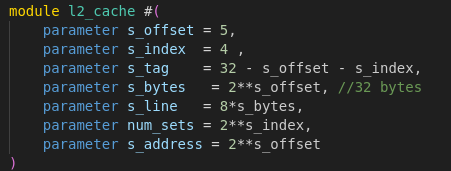 module l2_cache #(
    parameter s_offset = 5,
    parameter s_index  = 4 ,
    parameter s_tag    = 32 - s_offset - s_index,
    parameter s_bytes   = 2**s_offset, //32 bytes
    parameter s_line   = 8*s_bytes,
    parameter num_sets = 2**s_index,
    parameter s_address = 2**s_offset
)